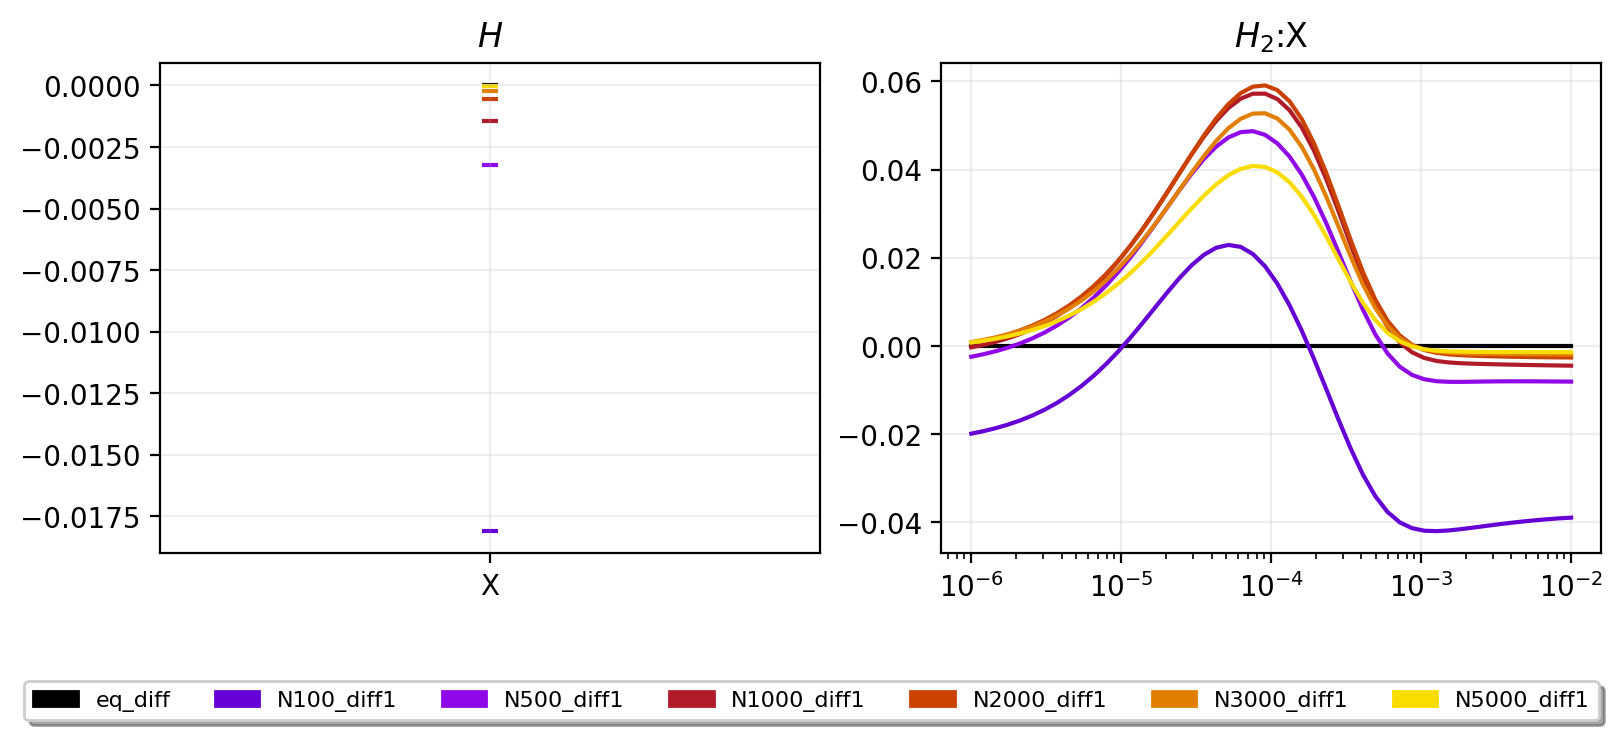 H
0.0000
−0.0025
−0.0050
−0.0075
−0.0100
−0.0125
−0.0150
−0.0175
X
H₂:X
0.06
0.04
0.02
0.00
−0.02
−0.04
10⁻⁶ 10⁻⁵ 10⁻⁴ 10⁻³ 10⁻²
eq_diff N100_diff1 N500_diff1 N1000_diff1 N2000_diff1 N3000_diff1 N5000_diff1